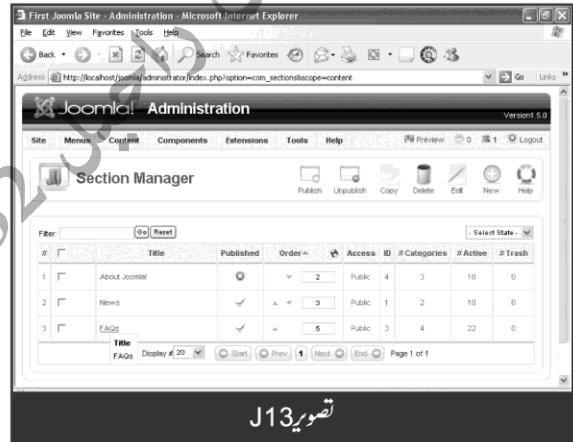 First Joomla Site - Administration - Microsoft Internet Explorer
File Edit View Favorites Tools Help
Back Search Favorites
Address http://localhost/joomla/administrator/index.php?option=com_sections&scope=content Go Links »
Joomla! Administration
Version1.5.0
Site Menus Content Components Extensions Tools Help Preview 0 1 Logout
Section Manager
Publish Unpublish Copy Delete Edit New Help
Filter: Go Reset - Select State -
# Title Published Order Access ID # Categories # Active # Trash
1 About Joomla! 2 Public 4 3 10 0
2 News 3 Public 1 2 10 0
3 FAQs 5 Public 3 4 22 0
Title
FAQs
Display # 20 Start Prev 1 Next End Page 1 of 1
تصویر J13